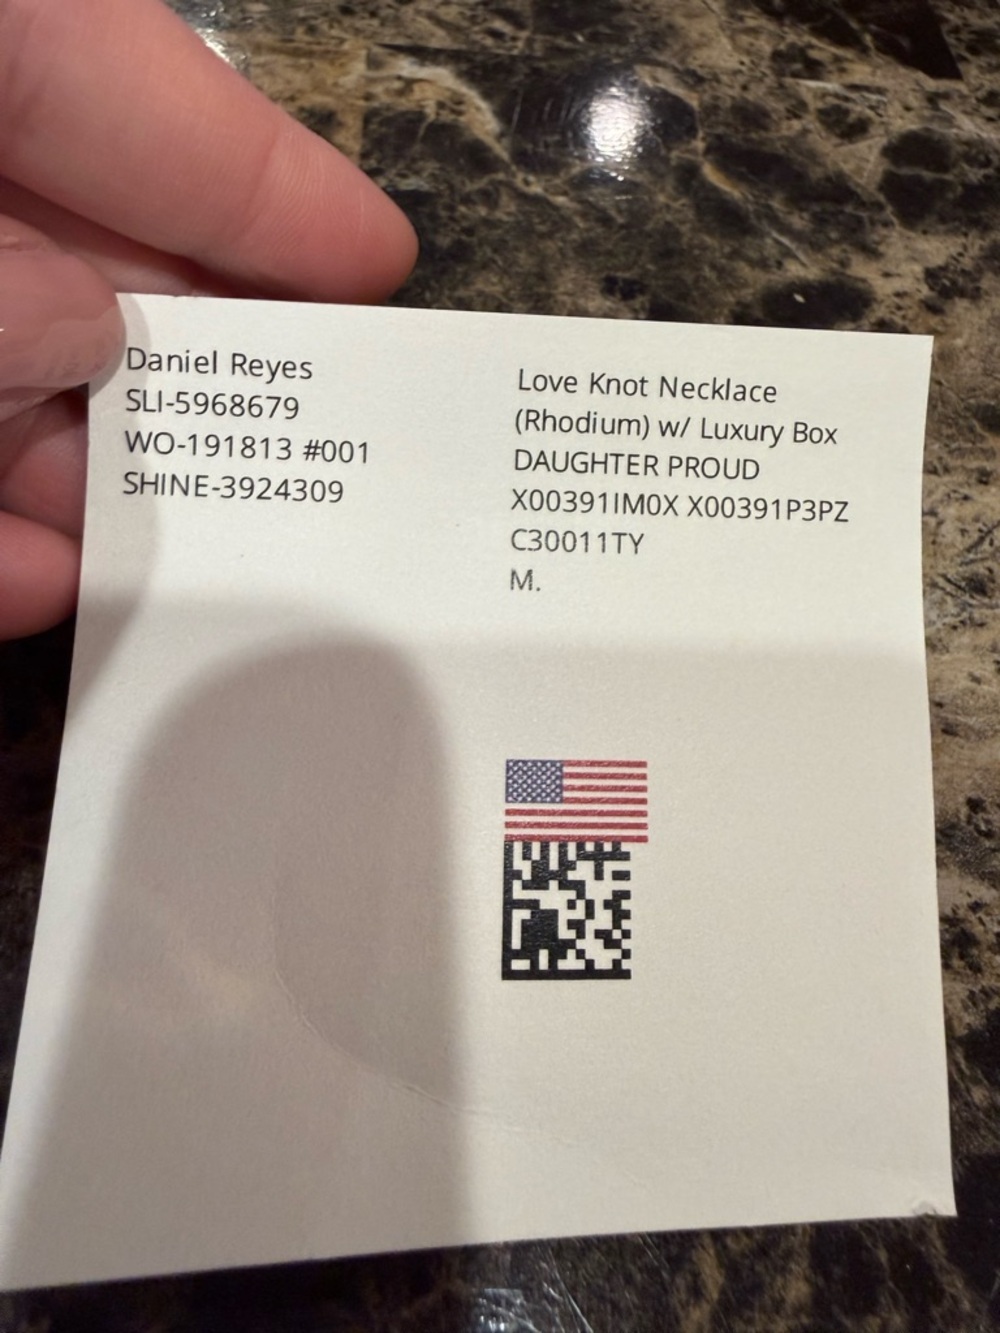 Daniel Reyes
SLI-5968679
WO-191813 #001
SHINE-3924309
Love Knot Necklace
(Rhodium) w/ Luxury Box
DAUGHTER PROUD
X00391IM0X X00391P3PZ
C30011TY
M.